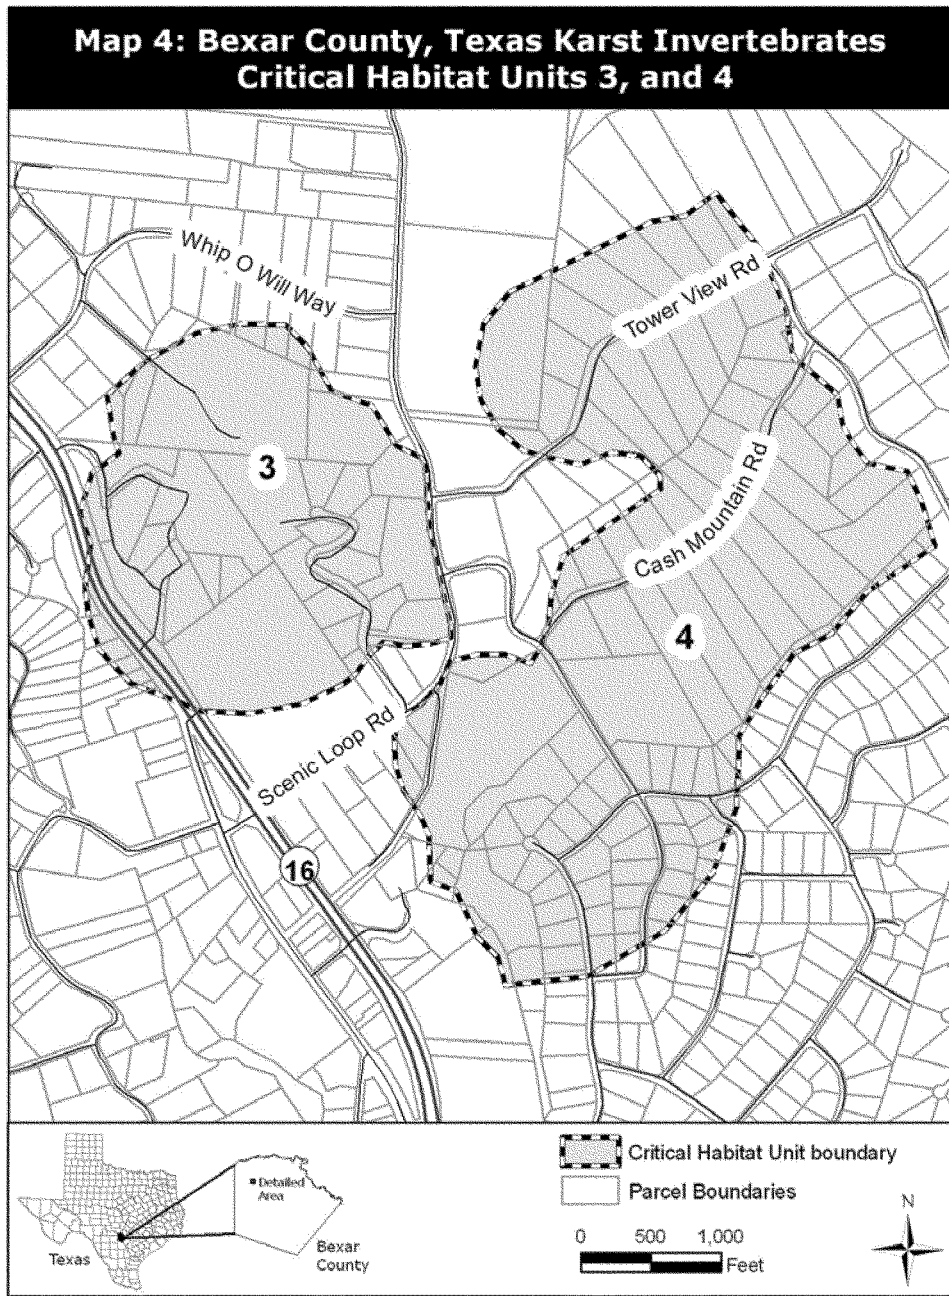 Map 4: Bexar County, Texas Karst Invertebrates
Critical Habitat Units 3, and 4
Whip O Will Way
Tower View Rd
3
Cash Mountain Rd
4
Scenic Loop Rd
16
Critical Habitat Unit boundary
Parcel Boundaries
0 500 1,000
Feet
N
Detailed
Area
Texas
Bexar
County